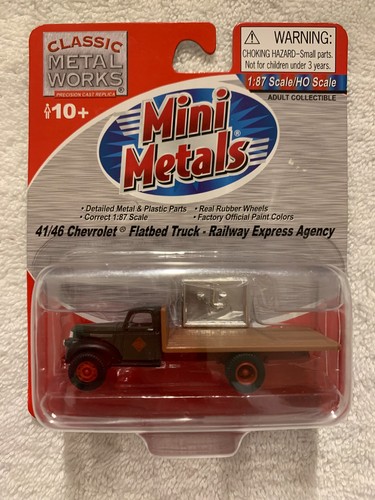 CLASSIC
METAL
WORKS®
PRECISION CAST REPLICA
WARNING:
CHOKING HAZARD-Small parts.
Not for children under 3 years.
1:87 Scale/HO Scale
ADULT COLLECTIBLE
10+
Mini
Metals®
• Detailed Metal & Plastic Parts • Real Rubber Wheels
• Correct 1:87 Scale • Factory Official Paint Colors
41/46 Chevrolet® Flatbed Truck - Railway Express Agency